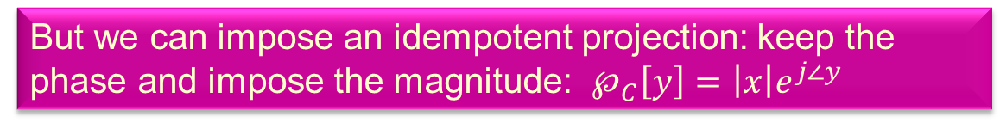 But we can impose an idempotent projection: keep the
phase and impose the magnitude: ℘_C[y] = |x|e^{j∠y}